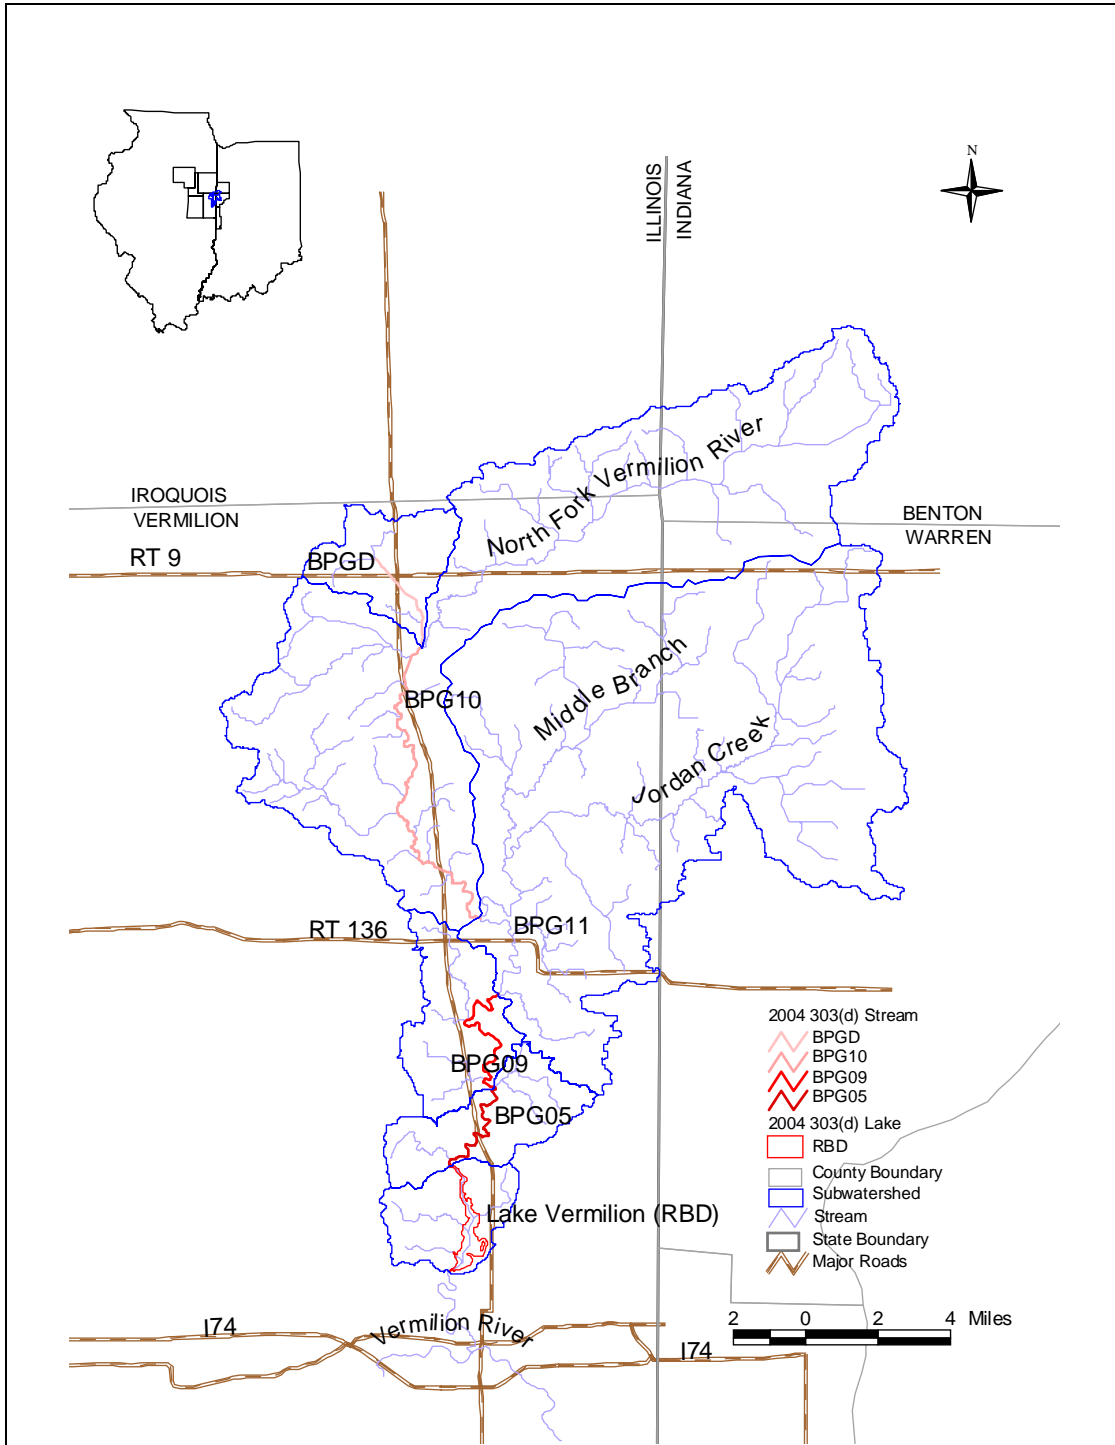 N
ILLINOIS
INDIANA
North Fork Vermilion River
IROQUOIS
VERMILION
BENTON
WARREN
RT 9
BPGD
Middle Branch
BPG10
Jordan Creek
BPG11
RT 136
2004 303(d) Stream
BPGD
BPG10
BPG09
BPG05
2004 303(d) Lake
RBD
County Boundary
Subwatershed
Stream
State Boundary
Major Roads
BPG09
BPG05
Lake Vermilion (RBD)
2 0 2 4 Miles
I74
Vermilion River
I74